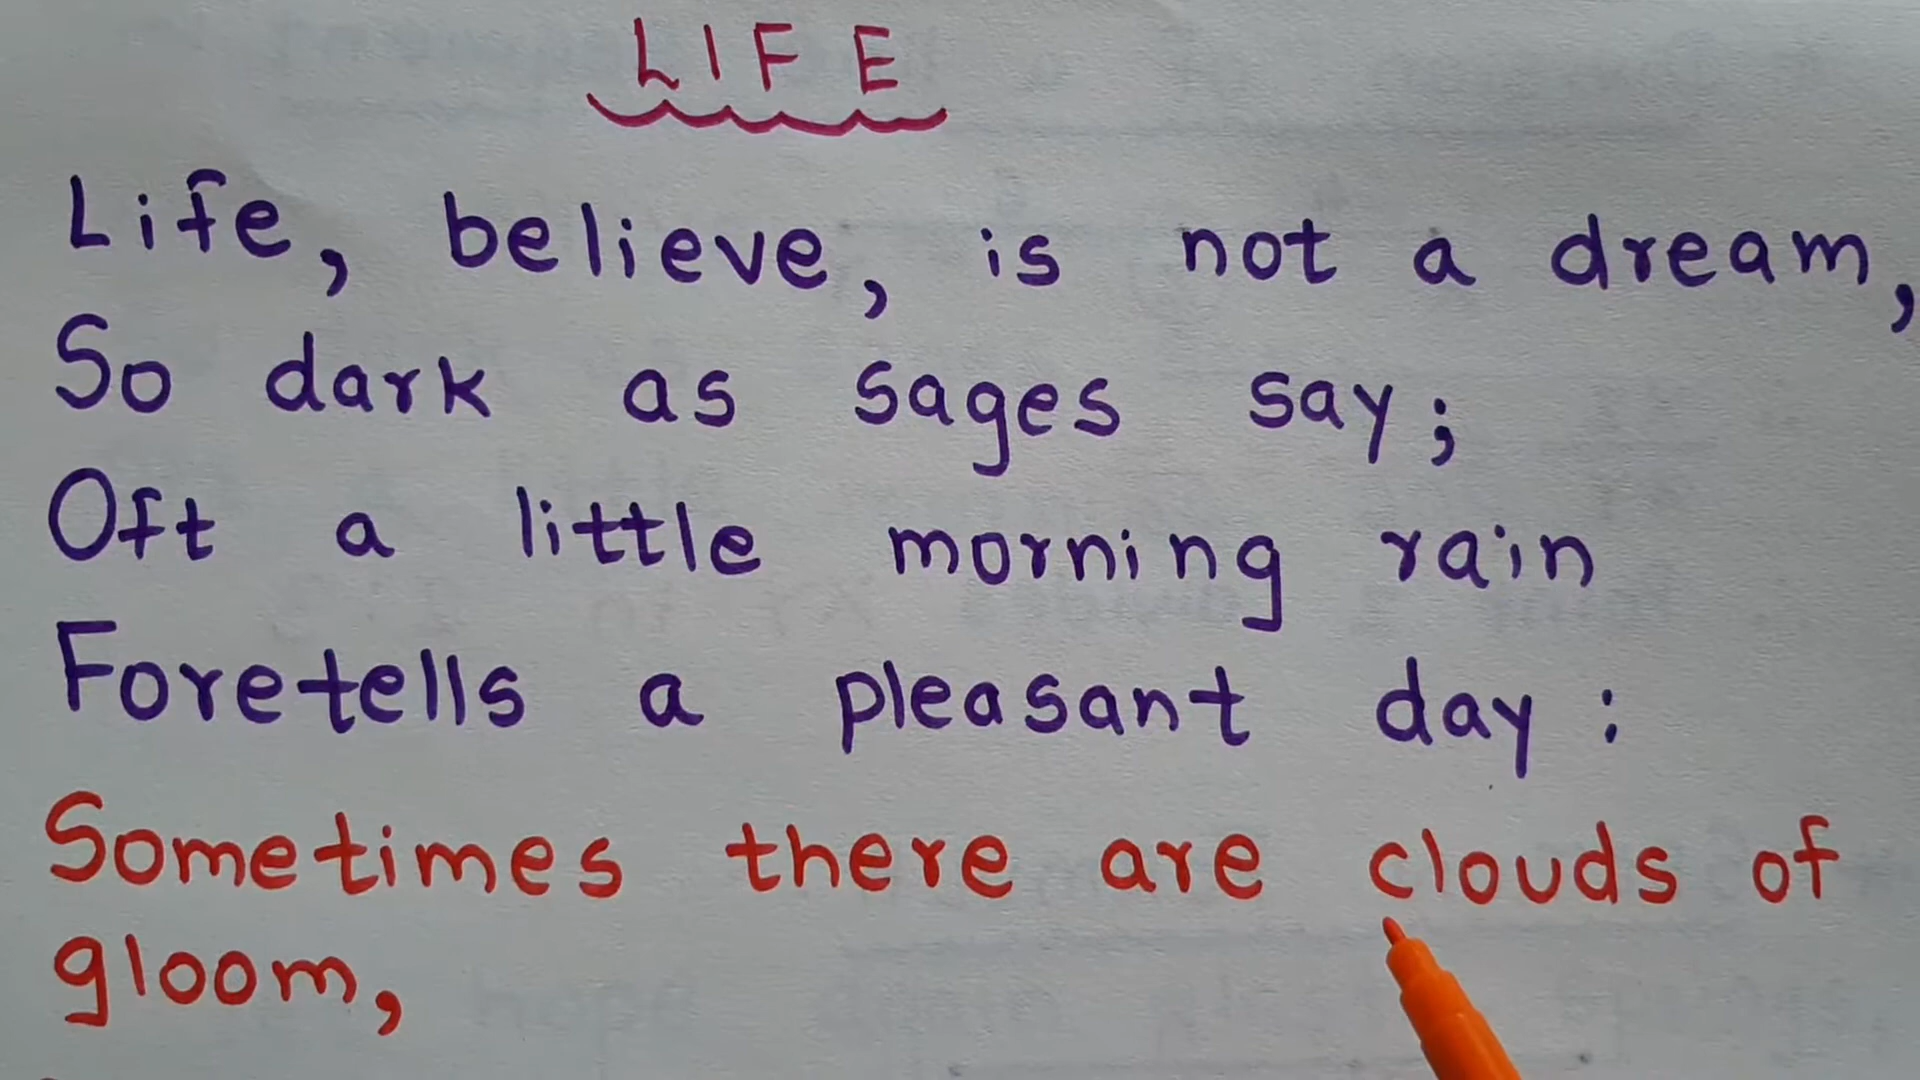 LIFE
Life, believe, is not a dream,
So dark as sages say;
Oft a little morning rain
Foretells a pleasant day:
Sometimes there are clouds of
gloom,